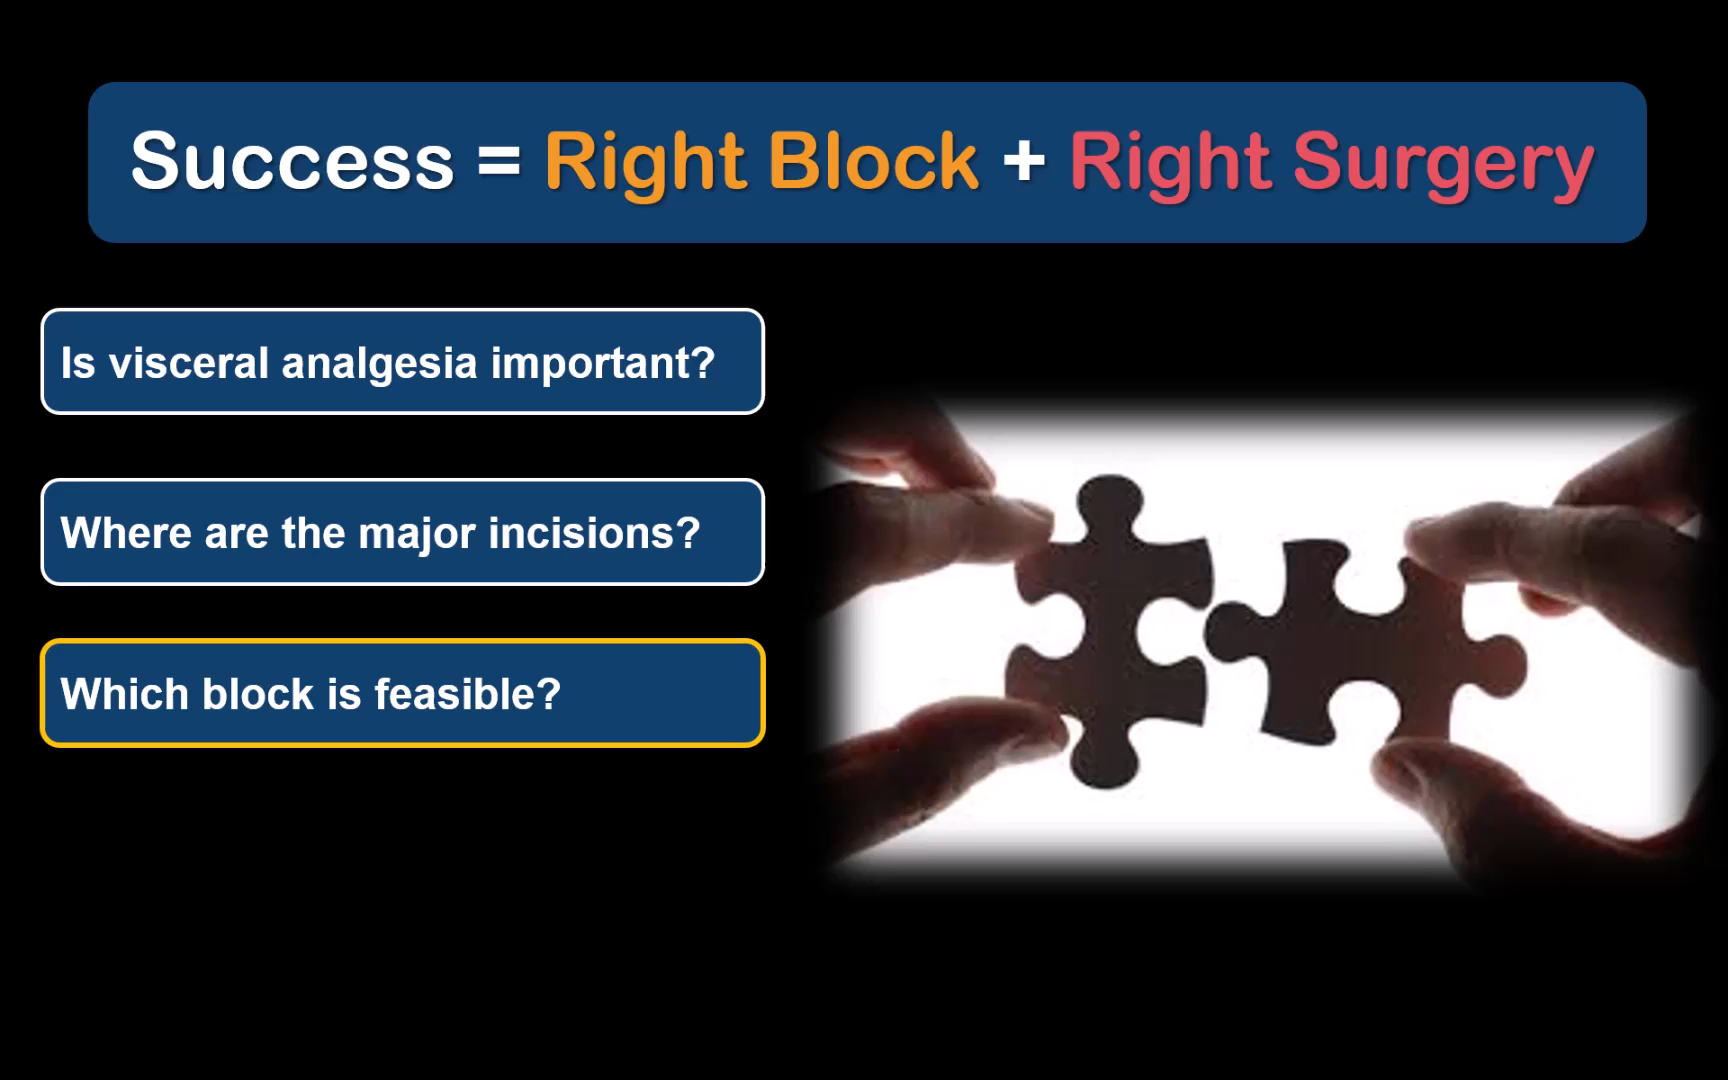 Success = Right Block + Right Surgery
Is visceral analgesia important?
Where are the major incisions?
Which block is feasible?